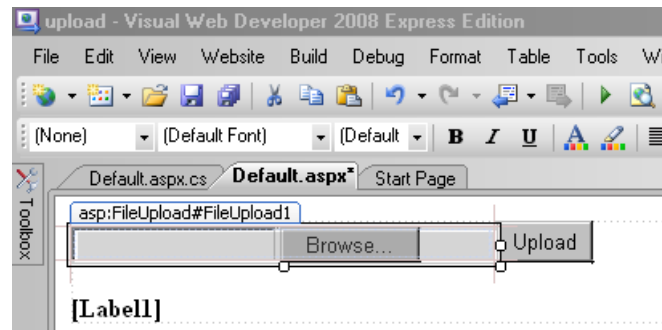 upload - Visual Web Developer 2008 Express Edition
File Edit View Website Build Debug Format Table Tools
(None) (Default Font) (Default B I U A
Default.aspx.cs Default.aspx* Start Page
Toolbox
asp:FileUpload#FileUpload1
Browse... Upload
[Label1]